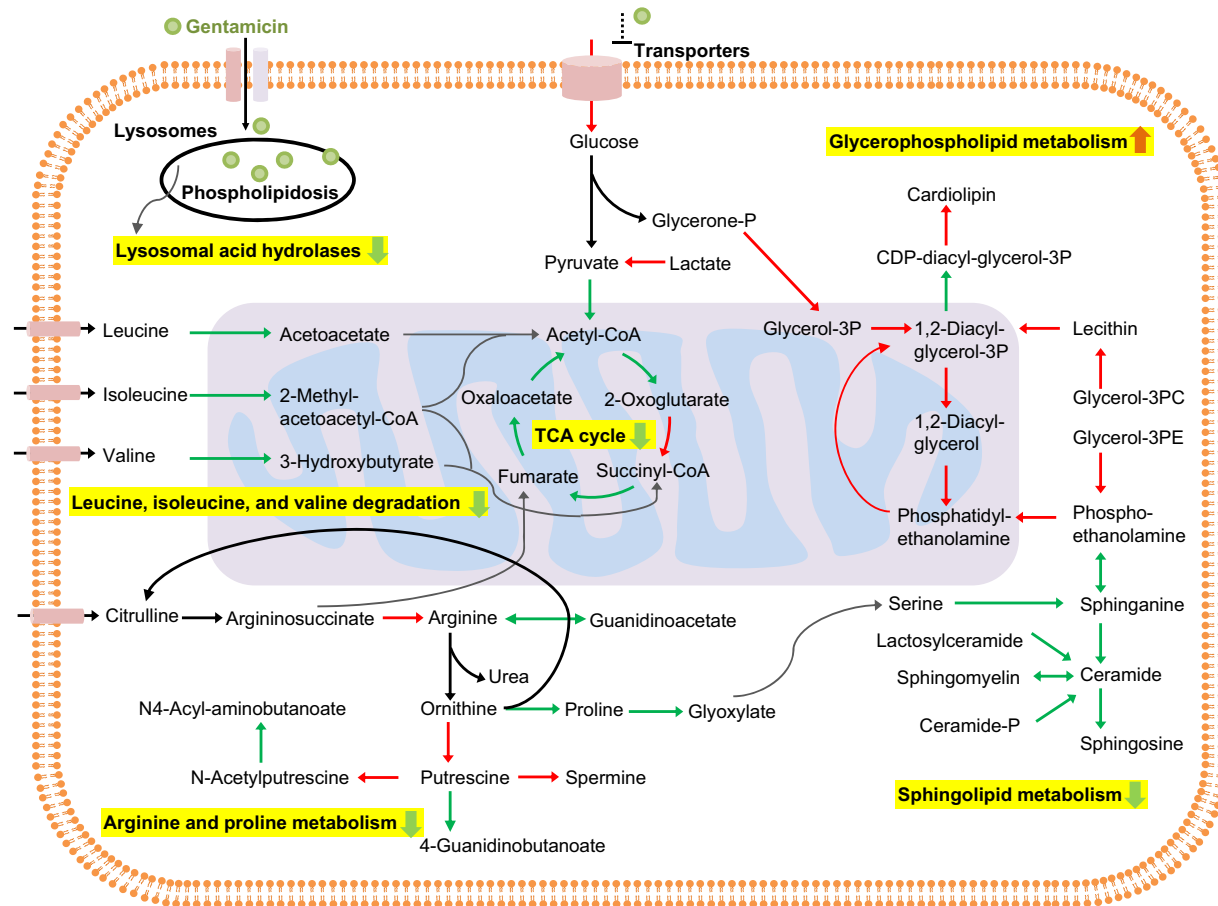 Gentamicin
Transporters
Lysosomes
Phospholipidosis
Lysosomal acid hydrolases
Glucose
Glycerone-P
Pyruvate
Lactate
Glycerophospholipid metabolism
Cardiolipin
CDP-diacyl-glycerol-3P
Leucine
Acetoacetate
Acetyl-CoA
Glycerol-3P
1,2-Diacyl-
glycerol-3P
Lecithin
Isoleucine
2-Methyl-
acetoacetyl-CoA
Oxaloacetate
2-Oxoglutarate
Glycerol-3PC
TCA cycle
1,2-Diacyl-
glycerol
Glycerol-3PE
Valine
3-Hydroxybutyrate
Fumarate
Succinyl-CoA
Leucine, isoleucine, and valine degradation
Phosphatidyl-
ethanolamine
Phospho-
ethanolamine
Citrulline
Argininosuccinate
Arginine
Guanidinoacetate
Serine
Sphinganine
Lactosylceramide
Urea
Sphingomyelin
Ceramide
N4-Acyl-aminobutanoate
Ornithine
Proline
Glyoxylate
Ceramide-P
Sphingosine
N-Acetylputrescine
Putrescine
Spermine
Sphingolipid metabolism
Arginine and proline metabolism
4-Guanidinobutanoate